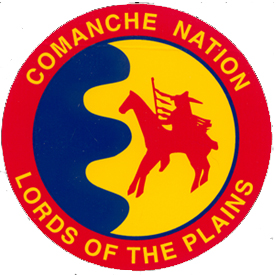 COMANCHE NATION
LORDS OF THE PLAINS